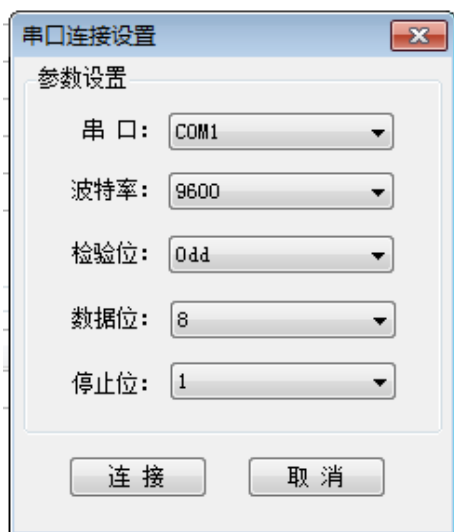 串口连接设置
参数设置
串 口: COM1
波特率: 9600
检验位: Odd
数据位: 8
停止位: 1
连 接 取 消